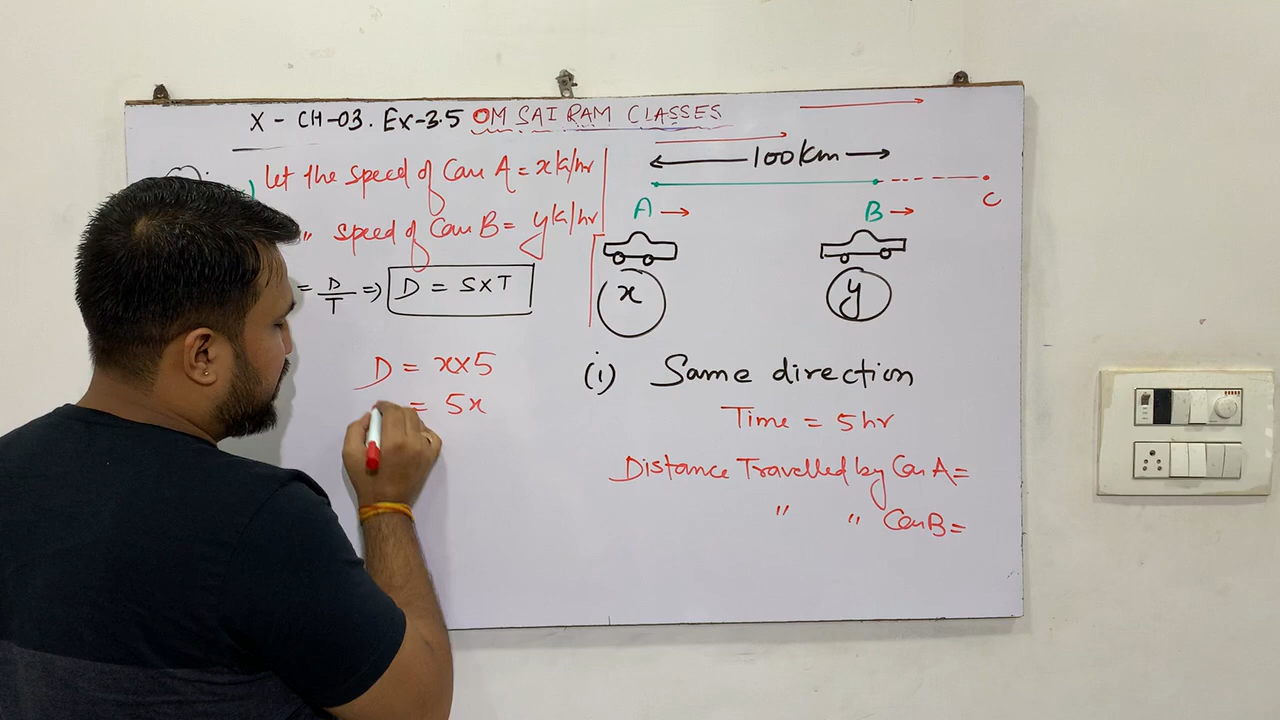 X - CH-03. Ex-3.5 OM SAI RAM CLASSES
let the speed of Car A = x k/hr
" speed of Car B = y k/hr
= D/T => D = S×T
D = x×5
= 5x
100km
A B C
x y
(i) Same direction
Time = 5hr
Distance Travelled by Car A =
" " Car B =